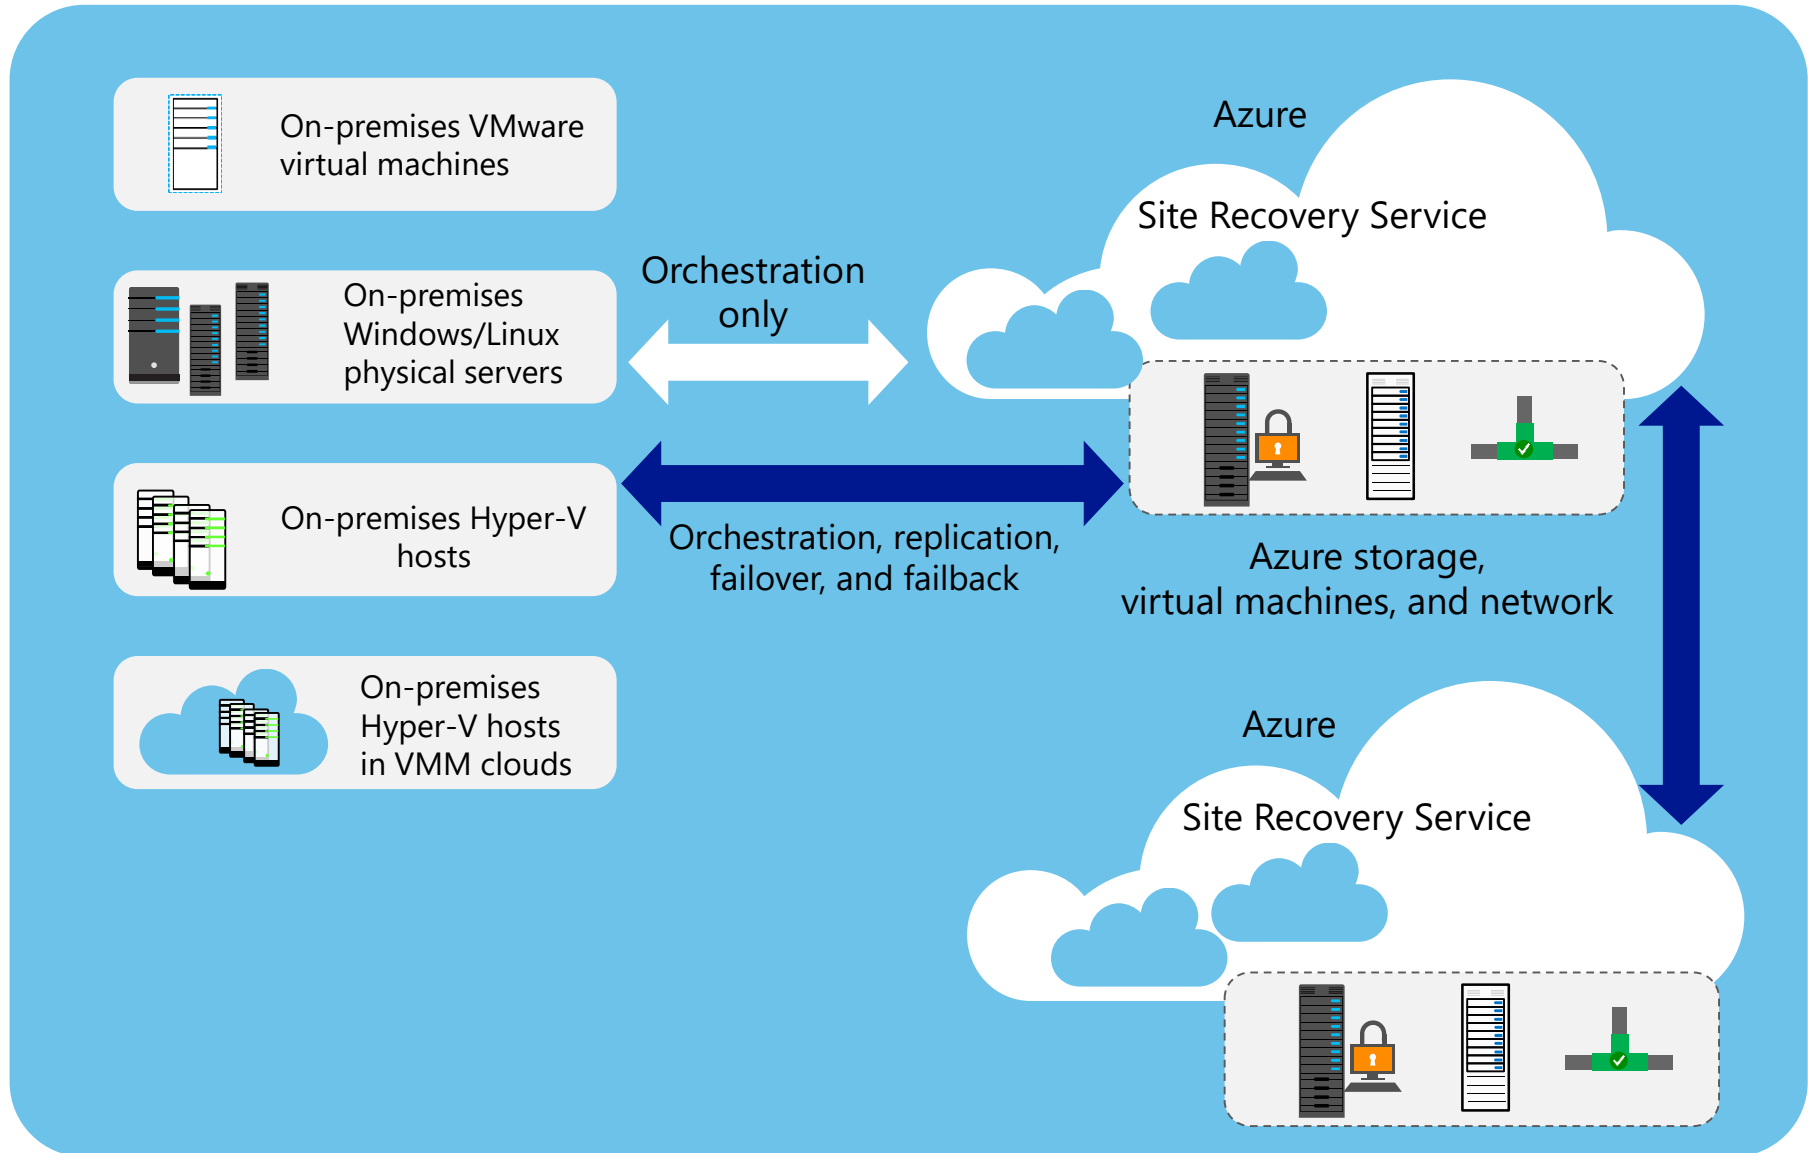 On-premises VMware
virtual machines
On-premises
Windows/Linux
physical servers
On-premises Hyper-V
hosts
On-premises
Hyper-V hosts
in VMM clouds
Orchestration
only
Orchestration, replication,
failover, and failback
Azure
Site Recovery Service
Azure storage,
virtual machines, and network
Azure
Site Recovery Service